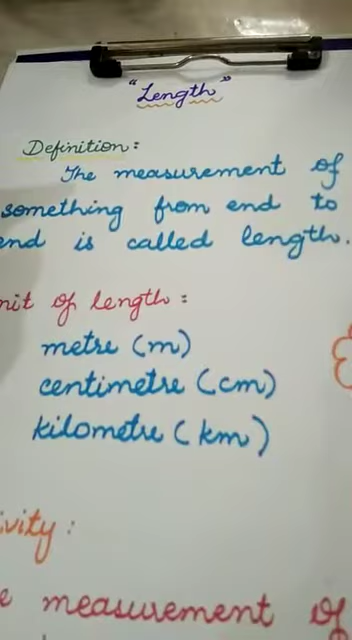 "Length"
Definition:
The measurement of
something from end to
end is called length.
of length:
metre (m)
centimetre (cm)
kilometre (km)
measurement of